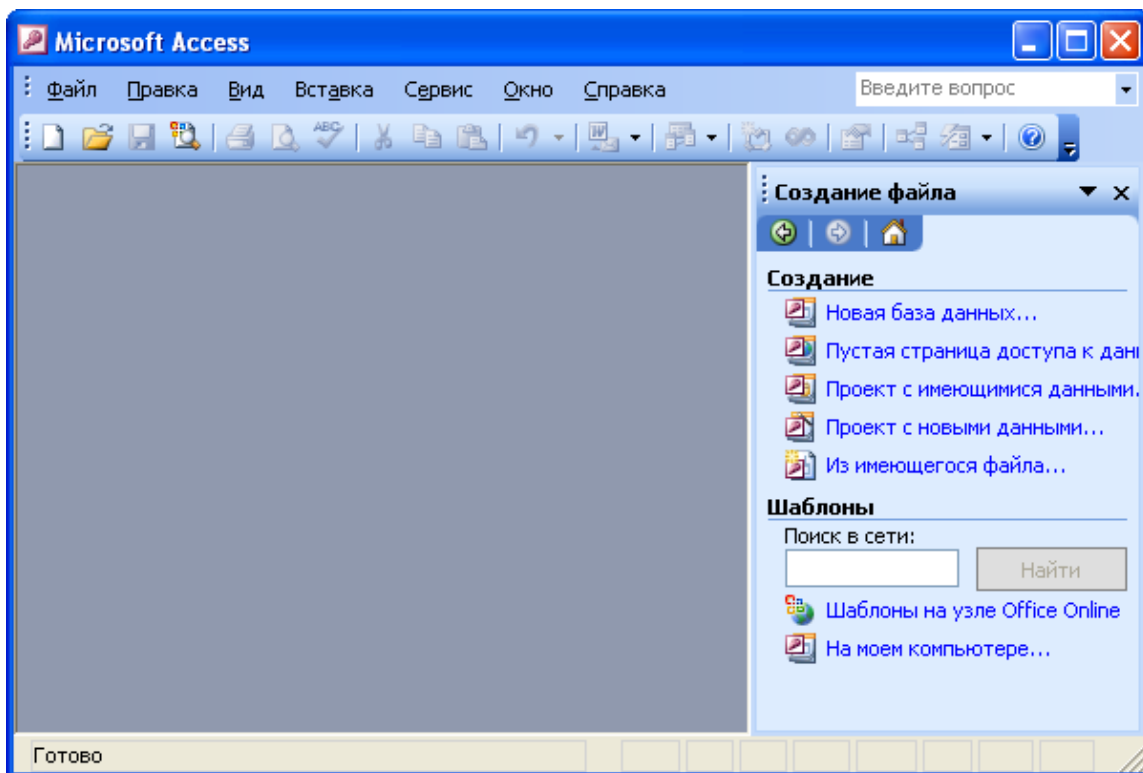 Microsoft Access
Файл Правка Вид Вставка Сервис Окно Справка Введите вопрос
ABC W
Создание файла
Создание
Новая база данных...
Пустая страница доступа к
Проект с имеющимися данными.
Проект с новыми данными...
Из имеющегося файла...
Шаблоны
Поиск в сети:
Найти
Шаблоны на узле Office Online
На моем компьютере...
Готово